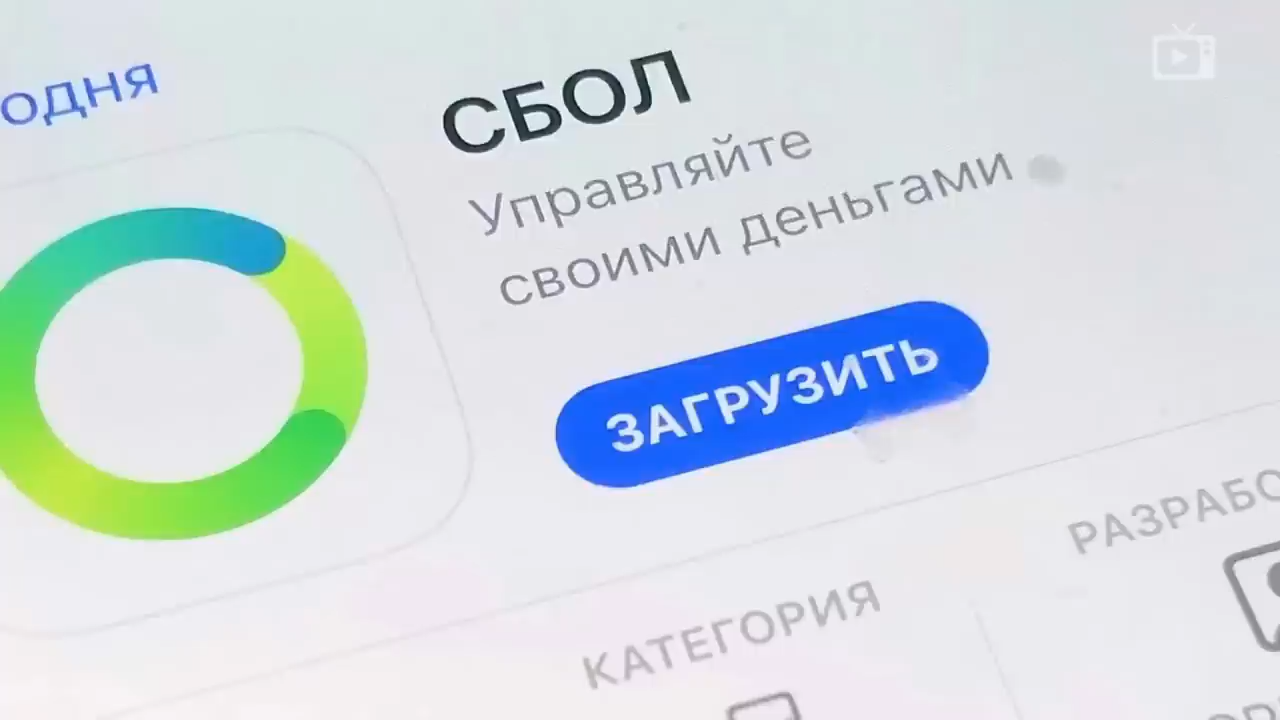 одня
СБОЛ
Управляйте
своими деньгами
ЗАГРУЗИТЬ
РАЗРАБО
КАТЕГОРИЯ